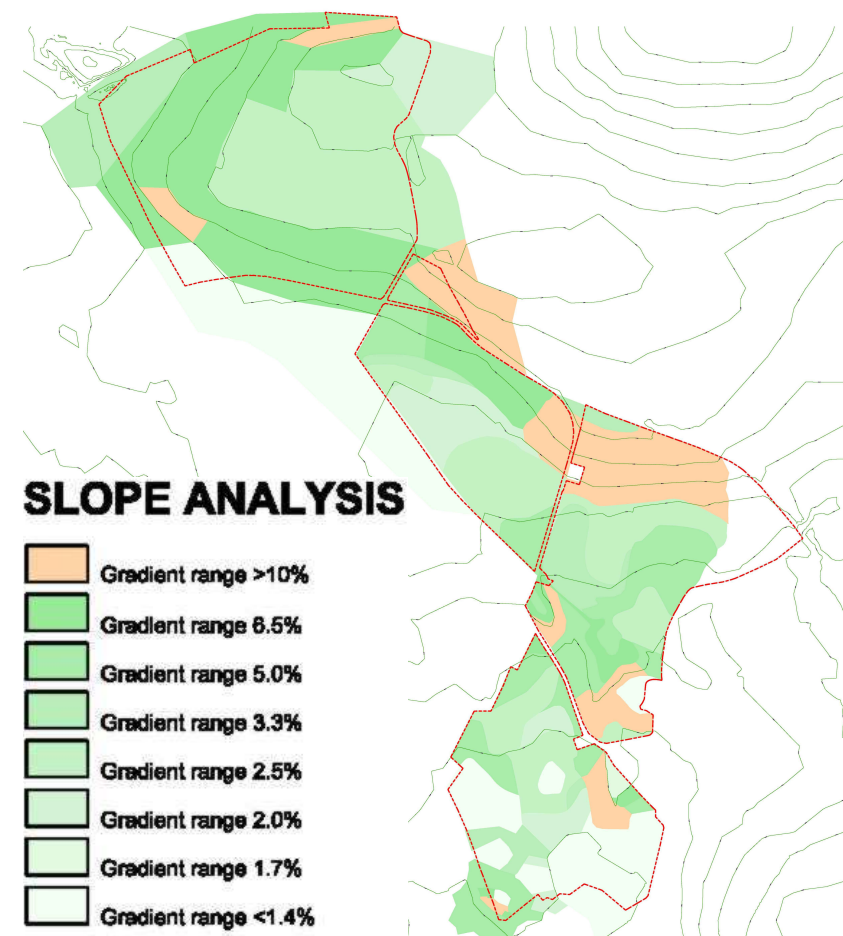 SLOPE ANALYSIS
Gradient range >10%
Gradient range 6.5%
Gradient range 5.0%
Gradient range 3.3%
Gradient range 2.5%
Gradient range 2.0%
Gradient range 1.7%
Gradient range <1.4%